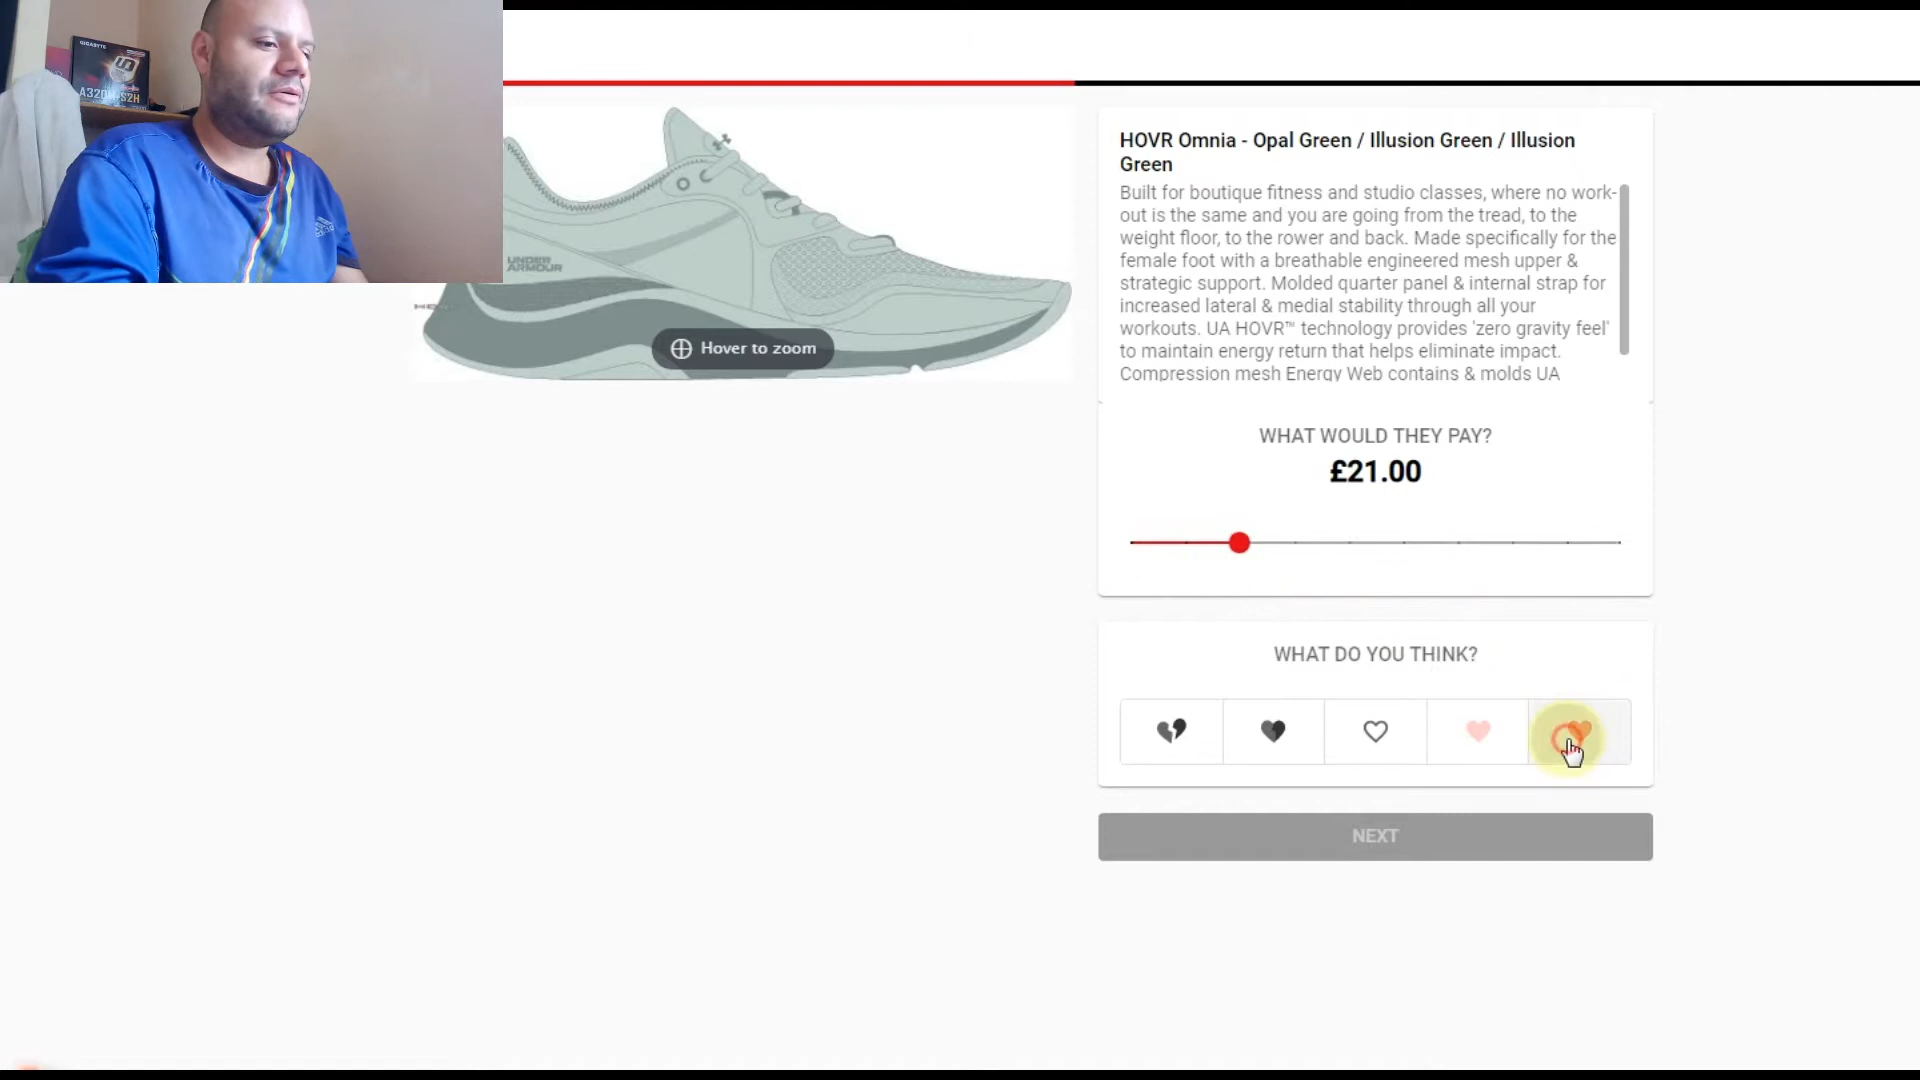 GIGABYTE
A320M-S2H
HOVR Omnia - Opal Green / Illusion Green / Illusion
Green
Built for boutique fitness and studio classes, where no work-
out is the same and you are going from the tread, to the
weight floor, to the rower and back. Made specifically for the
female foot with a breathable engineered mesh upper &
strategic support. Molded quarter panel & internal strap for
increased lateral & medial stability through all your
workouts. UA HOVR™ technology provides 'zero gravity feel'
to maintain energy return that helps eliminate impact.
Compression mesh Energy Web contains & molds UA
UNDER
ARMOUR
Hover to zoom
WHAT WOULD THEY PAY?
£21.00
WHAT DO YOU THINK?
NEXT